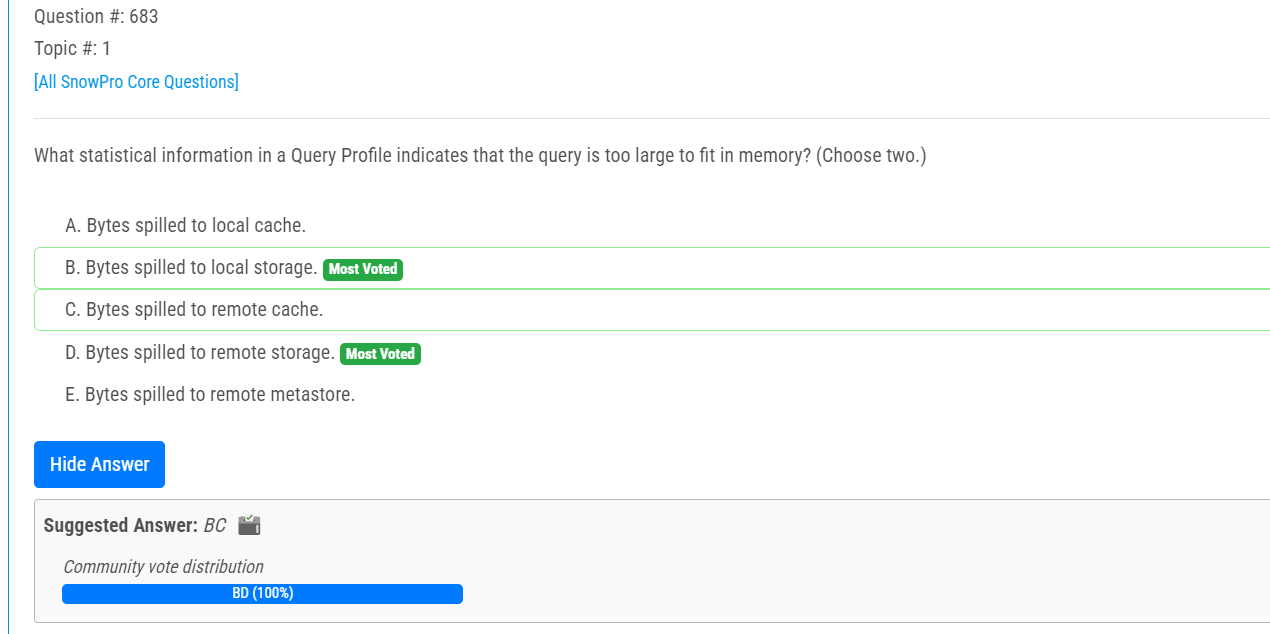 Question #: 683
Topic #: 1
[All SnowPro Core Questions]
What statistical information in a Query Profile indicates that the query is too large to fit in memory? (Choose two.)
A. Bytes spilled to local cache.
B. Bytes spilled to local storage. Most Voted
C. Bytes spilled to remote cache.
D. Bytes spilled to remote storage. Most Voted
E. Bytes spilled to remote metastore.
Hide Answer
Suggested Answer: BC
Community vote distribution
BD (100%)